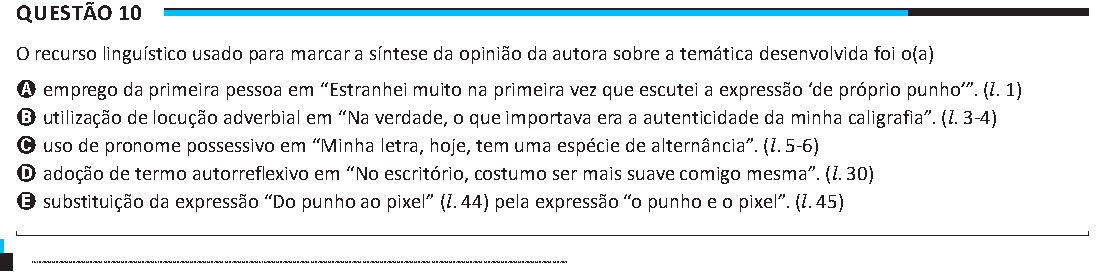 QUESTÃO 10
O recurso linguístico usado para marcar a síntese da opinião da autora sobre a temática desenvolvida foi o(a)
A emprego da primeira pessoa em “Estranhei muito na primeira vez que escutei a expressão ‘de próprio punho’”. (l. 1)
B utilização de locução adverbial em “Na verdade, o que importava era a autenticidade da minha caligrafia”. (l. 3-4)
C uso de pronome possessivo em “Minha letra, hoje, tem uma espécie de alternância”. (l. 5-6)
D adoção de termo autorreflexivo em “No escritório, costumo ser mais suave comigo mesma”. (l. 30)
E substituição da expressão “Do punho ao pixel” (l. 44) pela expressão “o punho e o pixel”. (l. 45)